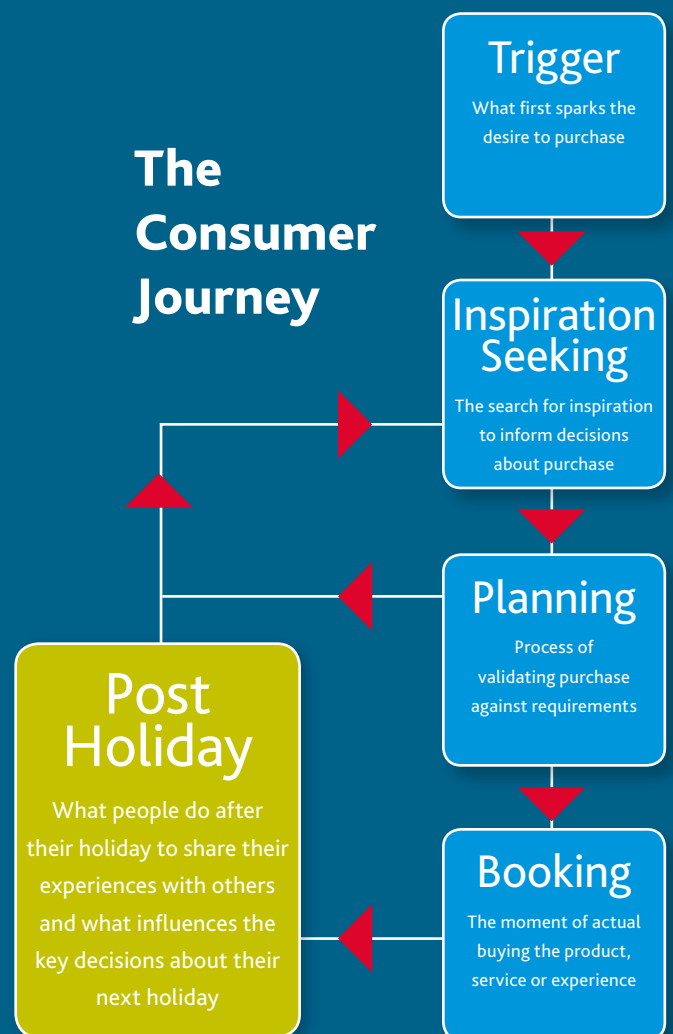 The
Consumer
Journey
Trigger
What first sparks the
desire to purchase
Inspiration
Seeking
The search for inspiration
to inform decisions
about purchase
Planning
Process of
validating purchase
against requirements
Booking
The moment of actual
buying the product,
service or experience
Post
Holiday
What people do after
their holiday to share their
experiences with others
and what influences the
key decisions about their
next holiday